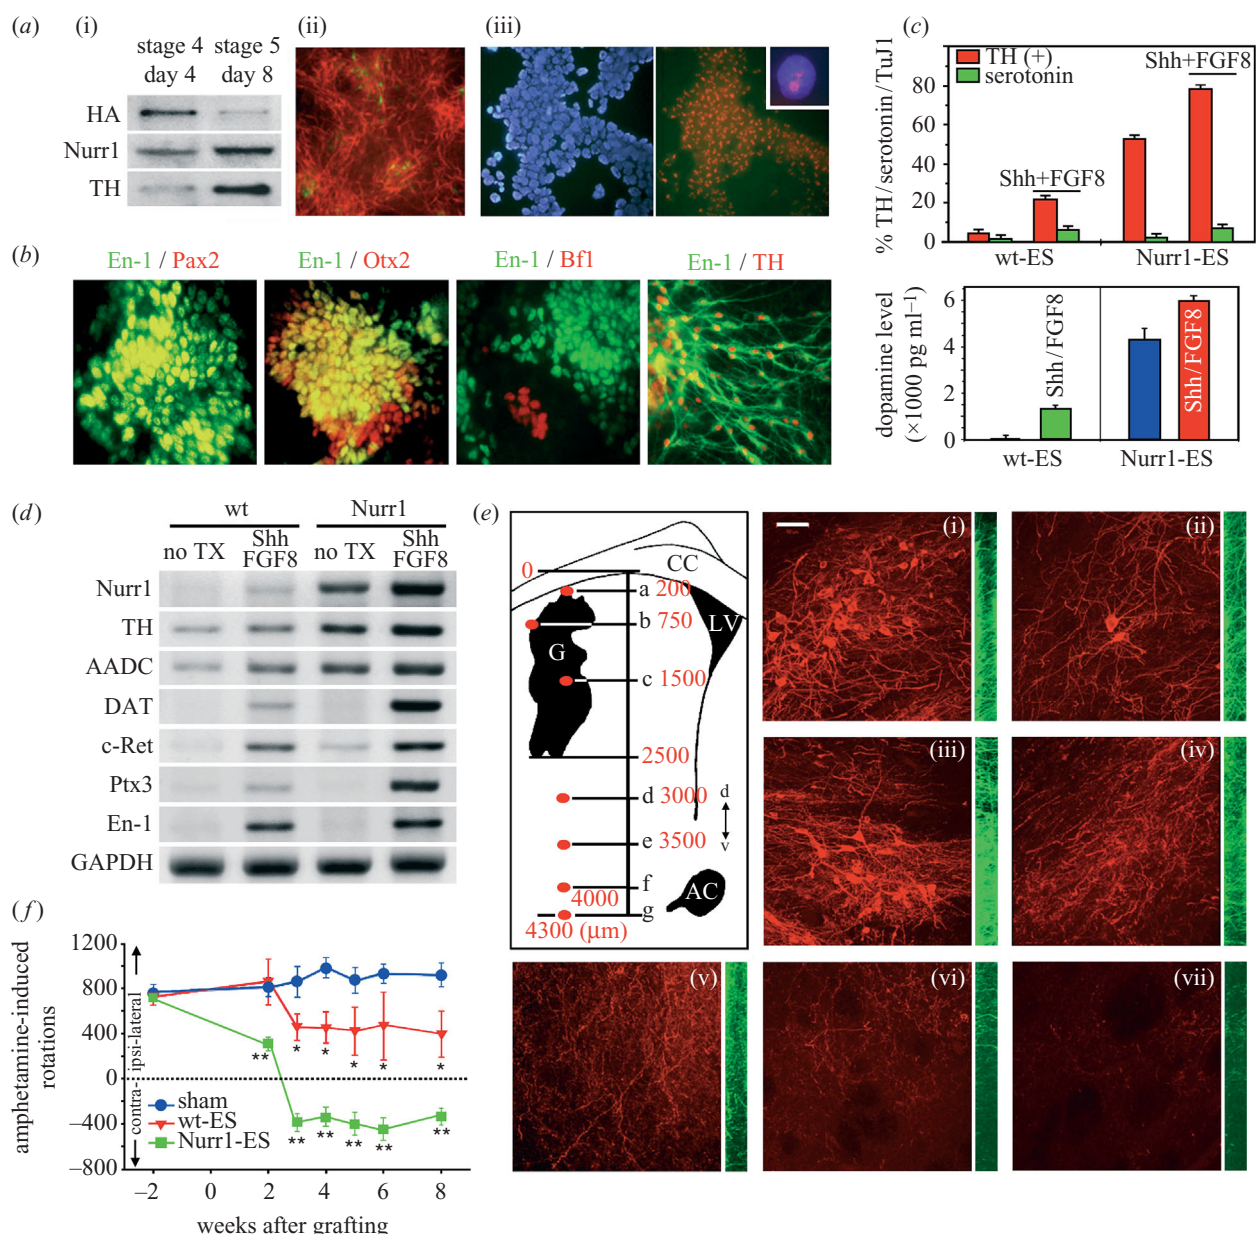 (a) (i) (ii) (iii)
stage 4 stage 5
day 4 day 8
HA
Nurr1
TH
(c)
TH (+)
serotonin
Shh+FGF8
Shh+FGF8
% TH / serotonin / TuJ1
80
60
40
20
0
wt-ES Nurr1-ES
(b) En-1 / Pax2 En-1 / Otx2 En-1 / Bf1 En-1 / TH
dopamine level
(×1000 pg ml–1)
6
4
2
0
Shh/FGF8
Shh/FGF8
wt-ES Nurr1-ES
(d) wt Nurr1
no TX Shh FGF8 no TX Shh FGF8
Nurr1
TH
AADC
DAT
c-Ret
Ptx3
En-1
GAPDH
(e)
0 CC
a 200
b 750 LV
G
c 1500
2500
d 3000 d
v
e 3500
f
4000 AC
g
4300 (μm)
(i) (ii)
(iii) (iv)
(v) (vi) (vii)
(f)
amphetamine-induced
rotations
contra- ipsi-lateral
1200
800
400
0
–400
–800
** * * * * *
** ** ** ** **
sham
wt-ES
Nurr1-ES
–2 0 2 4 6 8
weeks after grafting